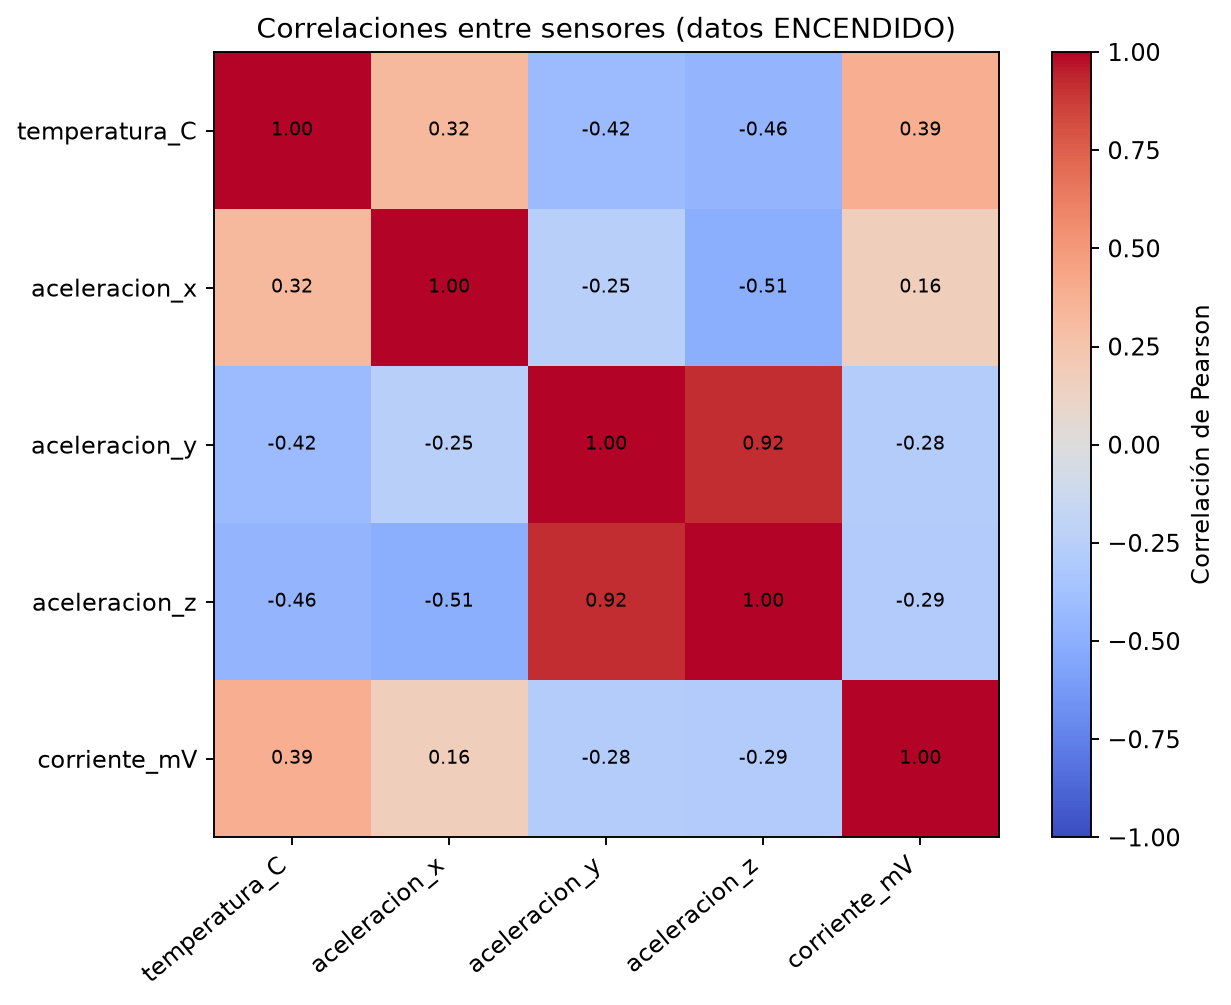 Correlaciones entre sensores (datos ENCENDIDO)
temperatura_C 1.00 0.32 -0.42 -0.46 0.39
aceleracion_x 0.32 1.00 -0.25 -0.51 0.16
aceleracion_y -0.42 -0.25 1.00 0.92 -0.28
aceleracion_z -0.46 -0.51 0.92 1.00 -0.29
corriente_mV 0.39 0.16 -0.28 -0.29 1.00
temperatura_C aceleracion_x aceleracion_y aceleracion_z corriente_mV
1.00
0.75
0.50
0.25
0.00
−0.25
−0.50
−0.75
−1.00
Correlación de Pearson